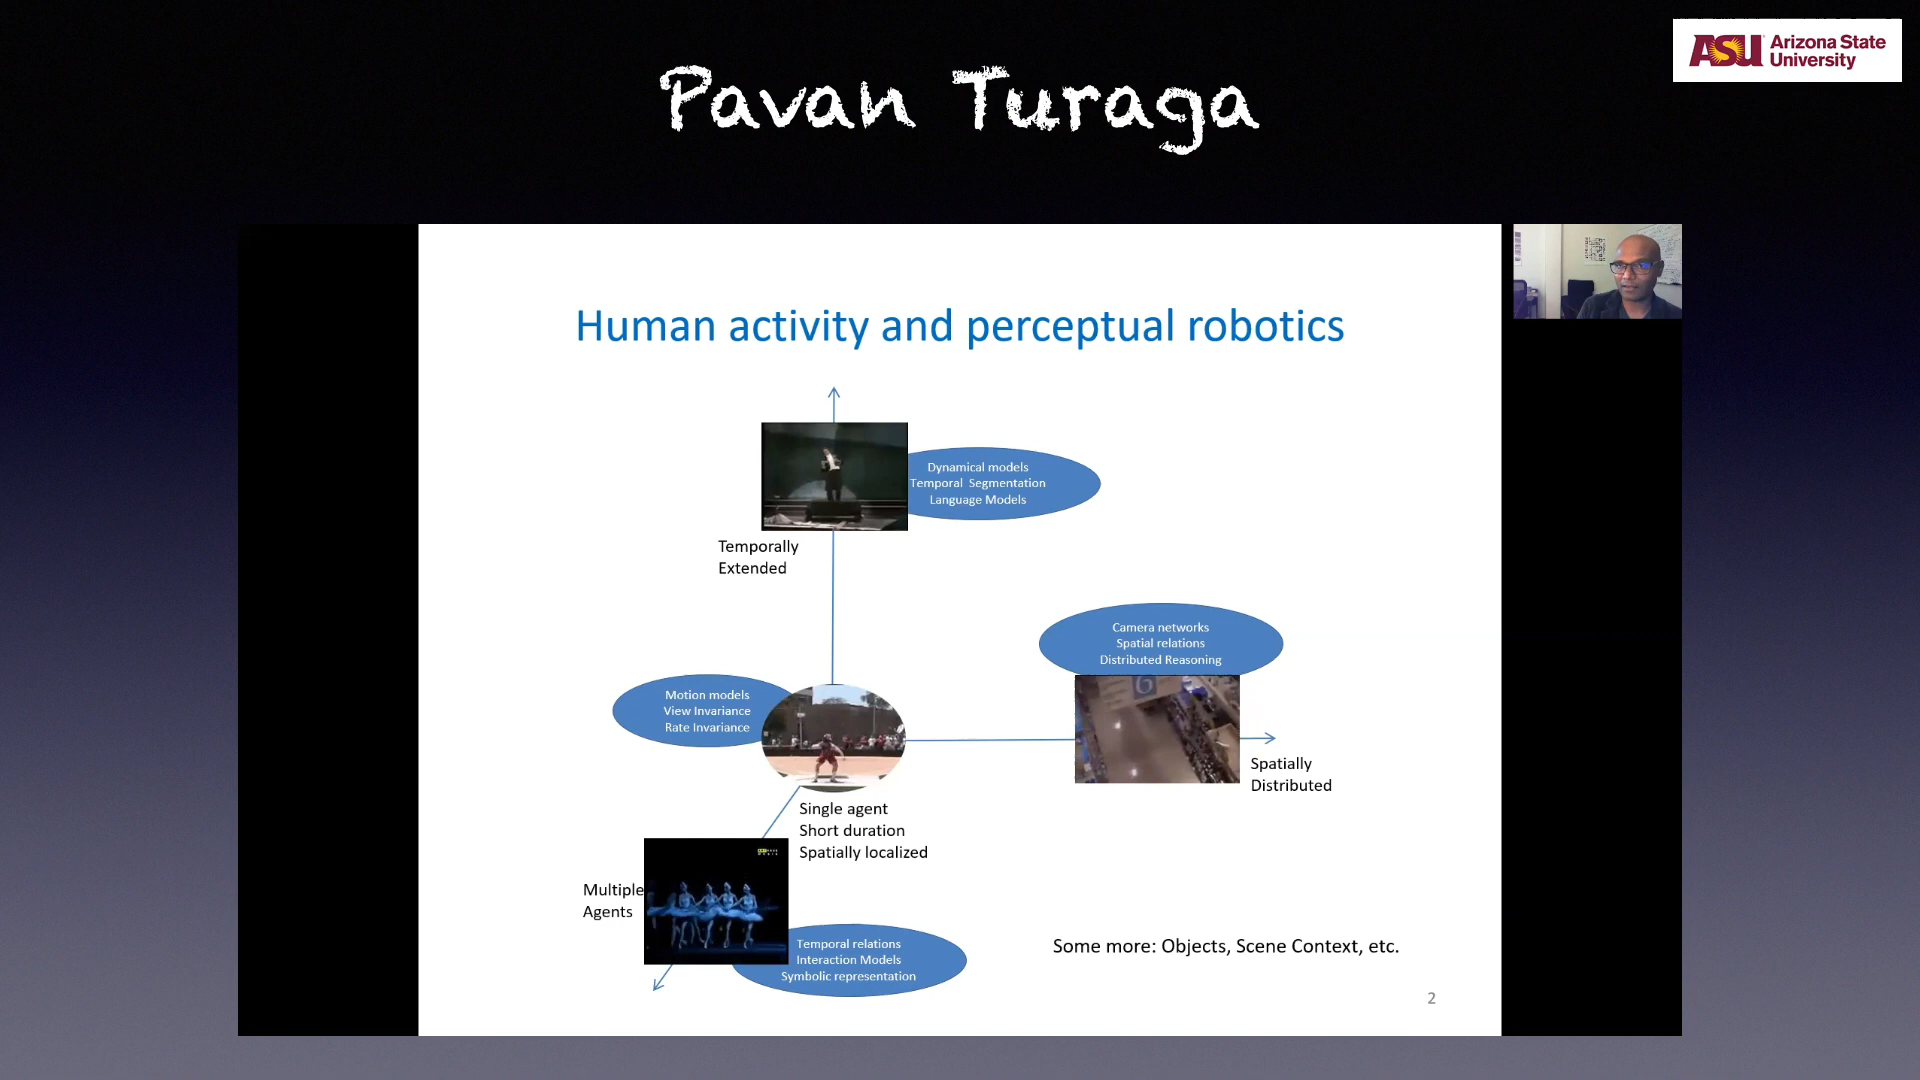 Pavan Turaga
ASU Arizona State
University
Human activity and perceptual robotics
Dynamical models
Temporal Segmentation
Language Models
Temporally
Extended
Camera networks
Spatial relations
Distributed Reasoning
6
Spatially
Distributed
Motion models
View Invariance
Rate Invariance
Single agent
Short duration
Spatially localized
Multiple
Agents
Temporal relations
Interaction Models
Symbolic representation
Some more: Objects, Scene Context, etc.
2